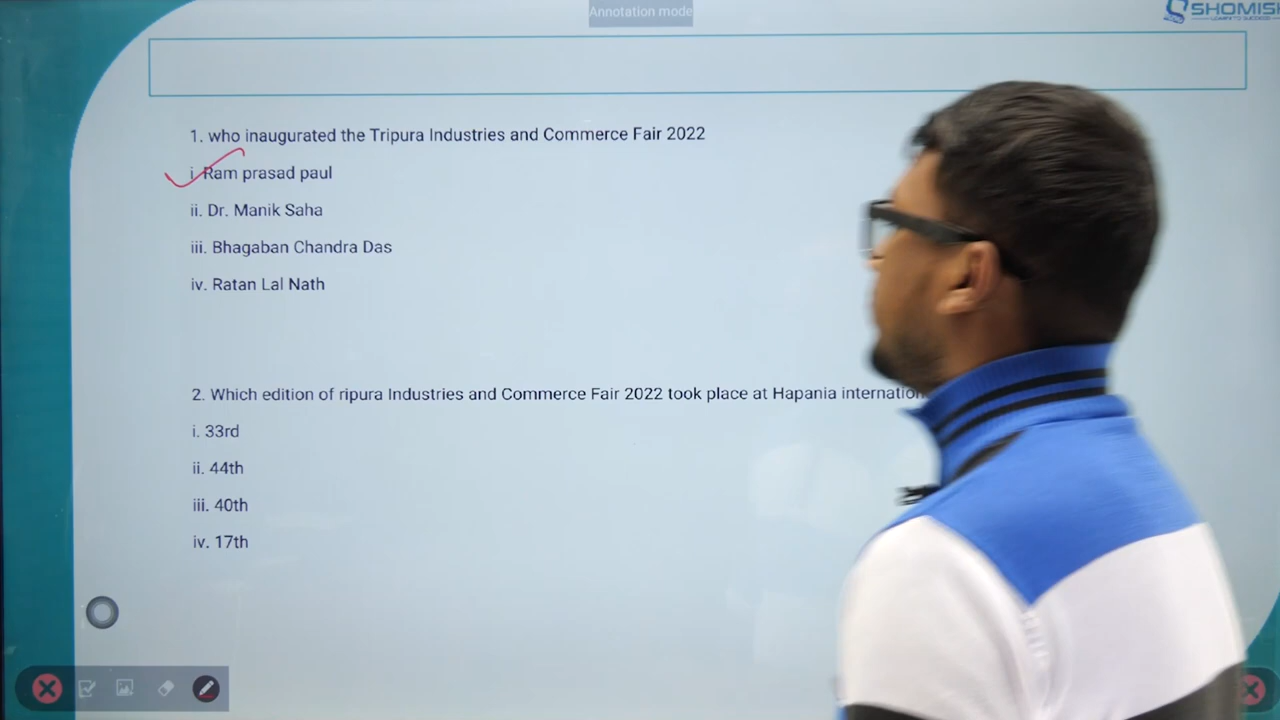 Annotation mode
SHOMISH
1. who inaugurated the Tripura Industries and Commerce Fair 2022
i. Ram prasad paul
ii. Dr. Manik Saha
iii. Bhagaban Chandra Das
iv. Ratan Lal Nath
2. Which edition of ripura Industries and Commerce Fair 2022 took place at Hapania internation
i. 33rd
ii. 44th
iii. 40th
iv. 17th